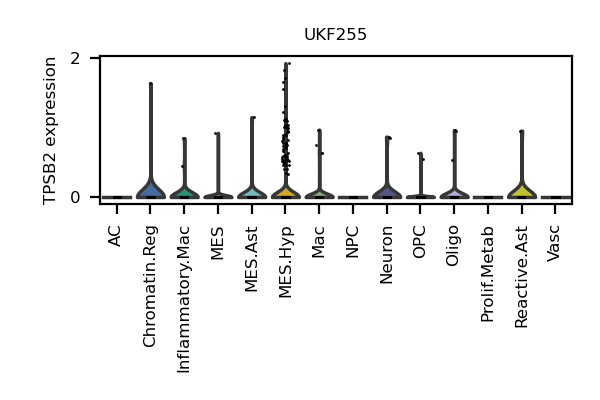 UKF255
TPSB2 expression
2
0
AC
Chromatin.Reg
Inflammatory.Mac
MES
MES.Ast
MES.Hyp
Mac
NPC
Neuron
OPC
Oligo
Prolif.Metab
Reactive.Ast
Vasc